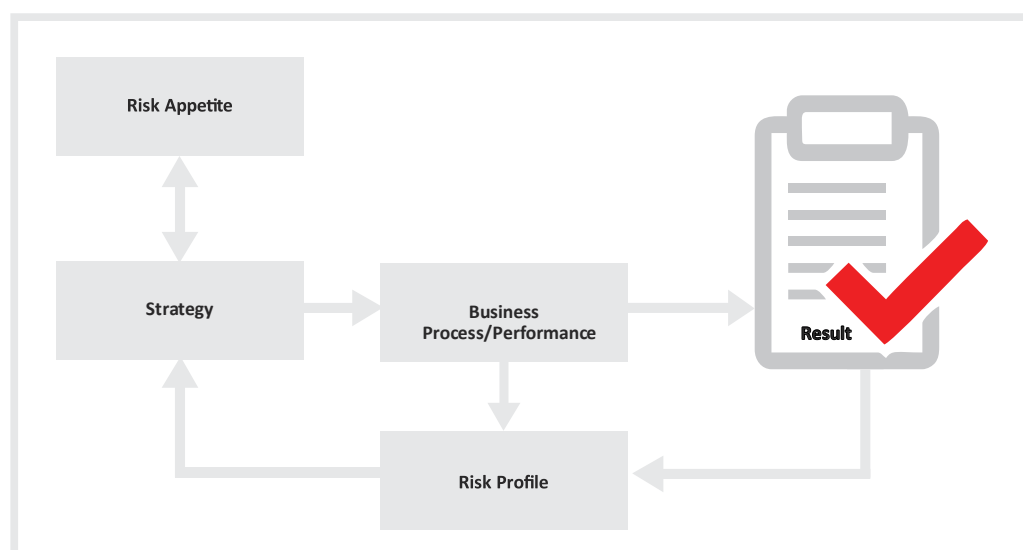 Risk Appetite
Strategy
Business
Process/Performance
Result
Risk Profile